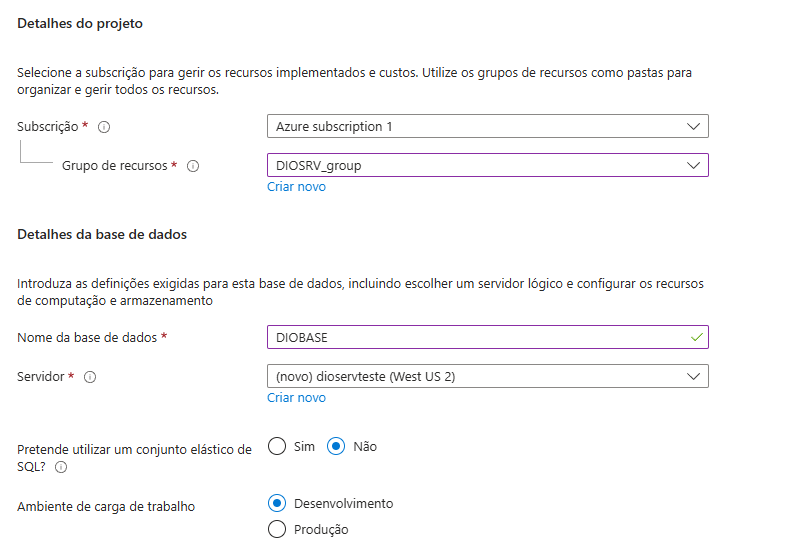 Detalhes do projeto
Selecione a subscrição para gerir os recursos implementados e custos. Utilize os grupos de recursos como pastas para
organizar e gerir todos os recursos.
Subscrição *
Azure subscription 1
Grupo de recursos *
DIOSRV_group
Criar novo
Detalhes da base de dados
Introduza as definições exigidas para esta base de dados, incluindo escolher um servidor lógico e configurar os recursos
de computação e armazenamento
Nome da base de dados *
DIOBASE
Servidor *
(novo) dioservteste (West US 2)
Criar novo
Pretende utilizar um conjunto elástico de
SQL?
Sim
Não
Ambiente de carga de trabalho
Desenvolvimento
Produção